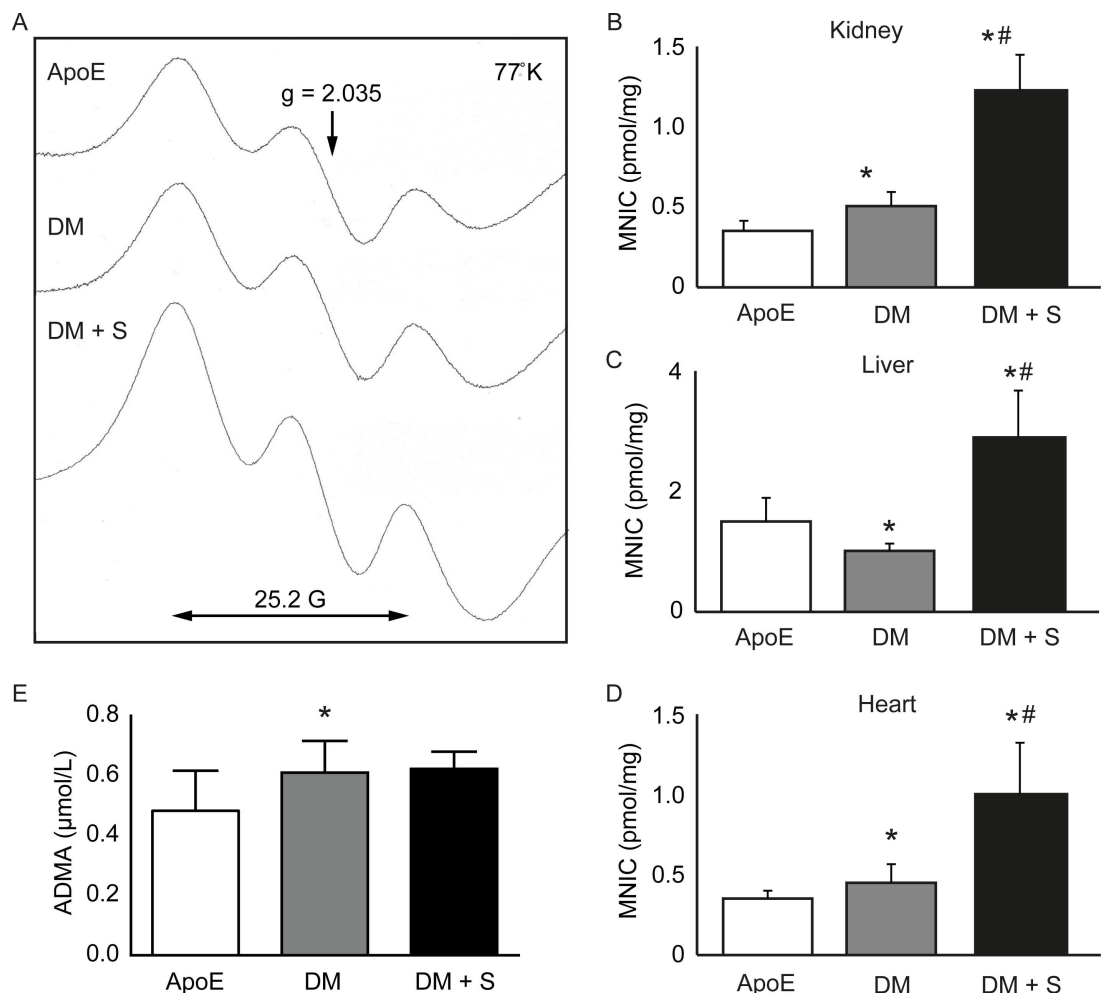 A
ApoE
77°K
g = 2.035
DM
DM + S
25.2 G
B
Kidney
MNIC (pmol/mg)
1.5
1.0
0.5
0
*
*#
ApoE
DM
DM + S
C
Liver
MNIC (pmol/mg)
4
2
0
*
*#
ApoE
DM
DM + S
E
ADMA (µmol/L)
0.8
0.6
0.4
0.2
0.0
*
ApoE
DM
DM + S
D
Heart
MNIC (pmol/mg)
1.5
1.0
0.5
0
*
*#
ApoE
DM
DM + S